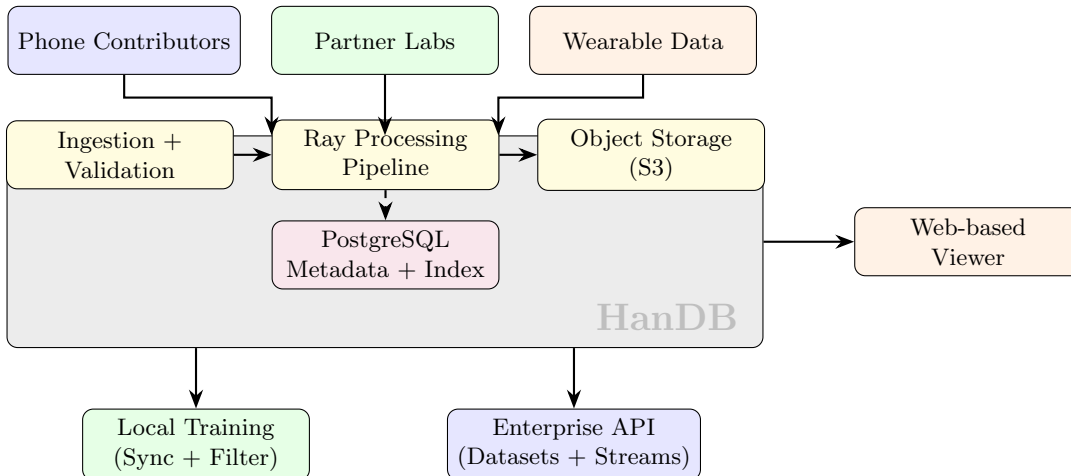 Phone Contributors
Partner Labs
Wearable Data
Ingestion +
Validation
Ray Processing
Pipeline
Object Storage
(S3)
PostgreSQL
Metadata + Index
Web-based
Viewer
HanDB
Local Training
(Sync + Filter)
Enterprise API
(Datasets + Streams)